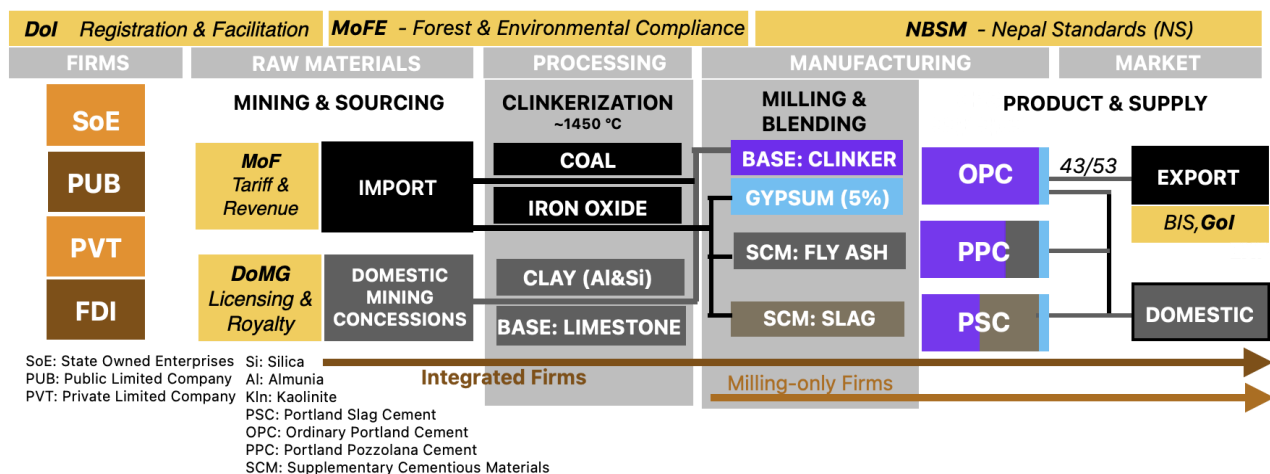 DoI Registration & Facilitation
MoFE - Forest & Environmental Compliance
NBSM - Nepal Standards (NS)
FIRMS
RAW MATERIALS
PROCESSING
MANUFACTURING
MARKET
SoE
PUB
PVT
FDI
MINING & SOURCING
MoF
Tariff &
Revenue
IMPORT
DoMG
Licensing &
Royalty
DOMESTIC
MINING
CONCESSIONS
CLINKERIZATION
~1450 °C
COAL
IRON OXIDE
CLAY (Al&Si)
BASE: LIMESTONE
MILLING &
BLENDING
BASE: CLINKER
GYPSUM (5%)
SCM: FLY ASH
SCM: SLAG
PRODUCT & SUPPLY
OPC
43/53
PPC
PSC
EXPORT
BIS,GoI
DOMESTIC
Integrated Firms
Milling-only Firms
SoE: State Owned Enterprises
PUB: Public Limited Company
PVT: Private Limited Company
Si: Silica
Al: Almunia
Kln: Kaolinite
PSC: Portland Slag Cement
OPC: Ordinary Portland Cement
PPC: Portland Pozzolana Cement
SCM: Supplementary Cementious Materials